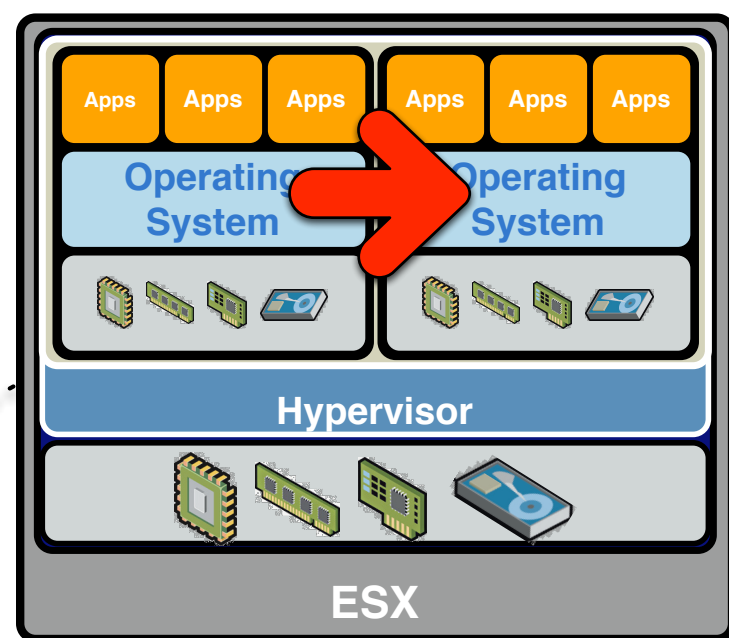 Apps Apps Apps Apps Apps Apps
Operating Operating
System System
Hypervisor
ESX